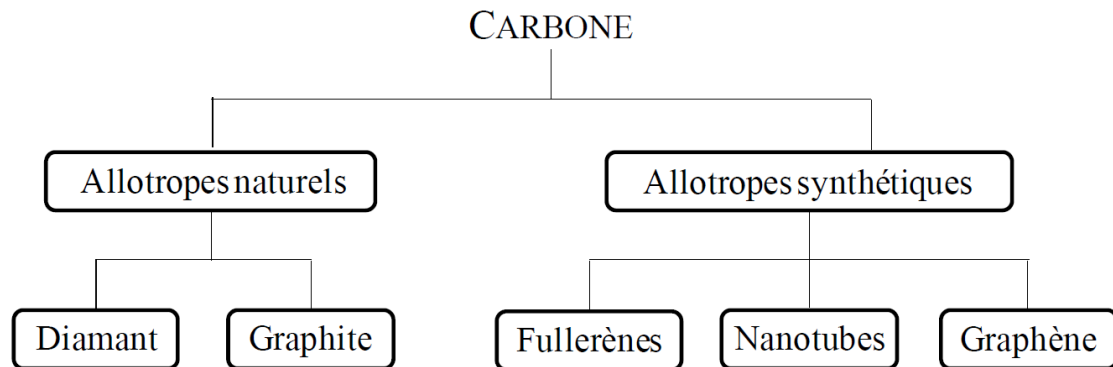 CARBONE
Allotropes naturels
Allotropes synthétiques
Diamant
Graphite
Fullerènes
Nanotubes
Graphène